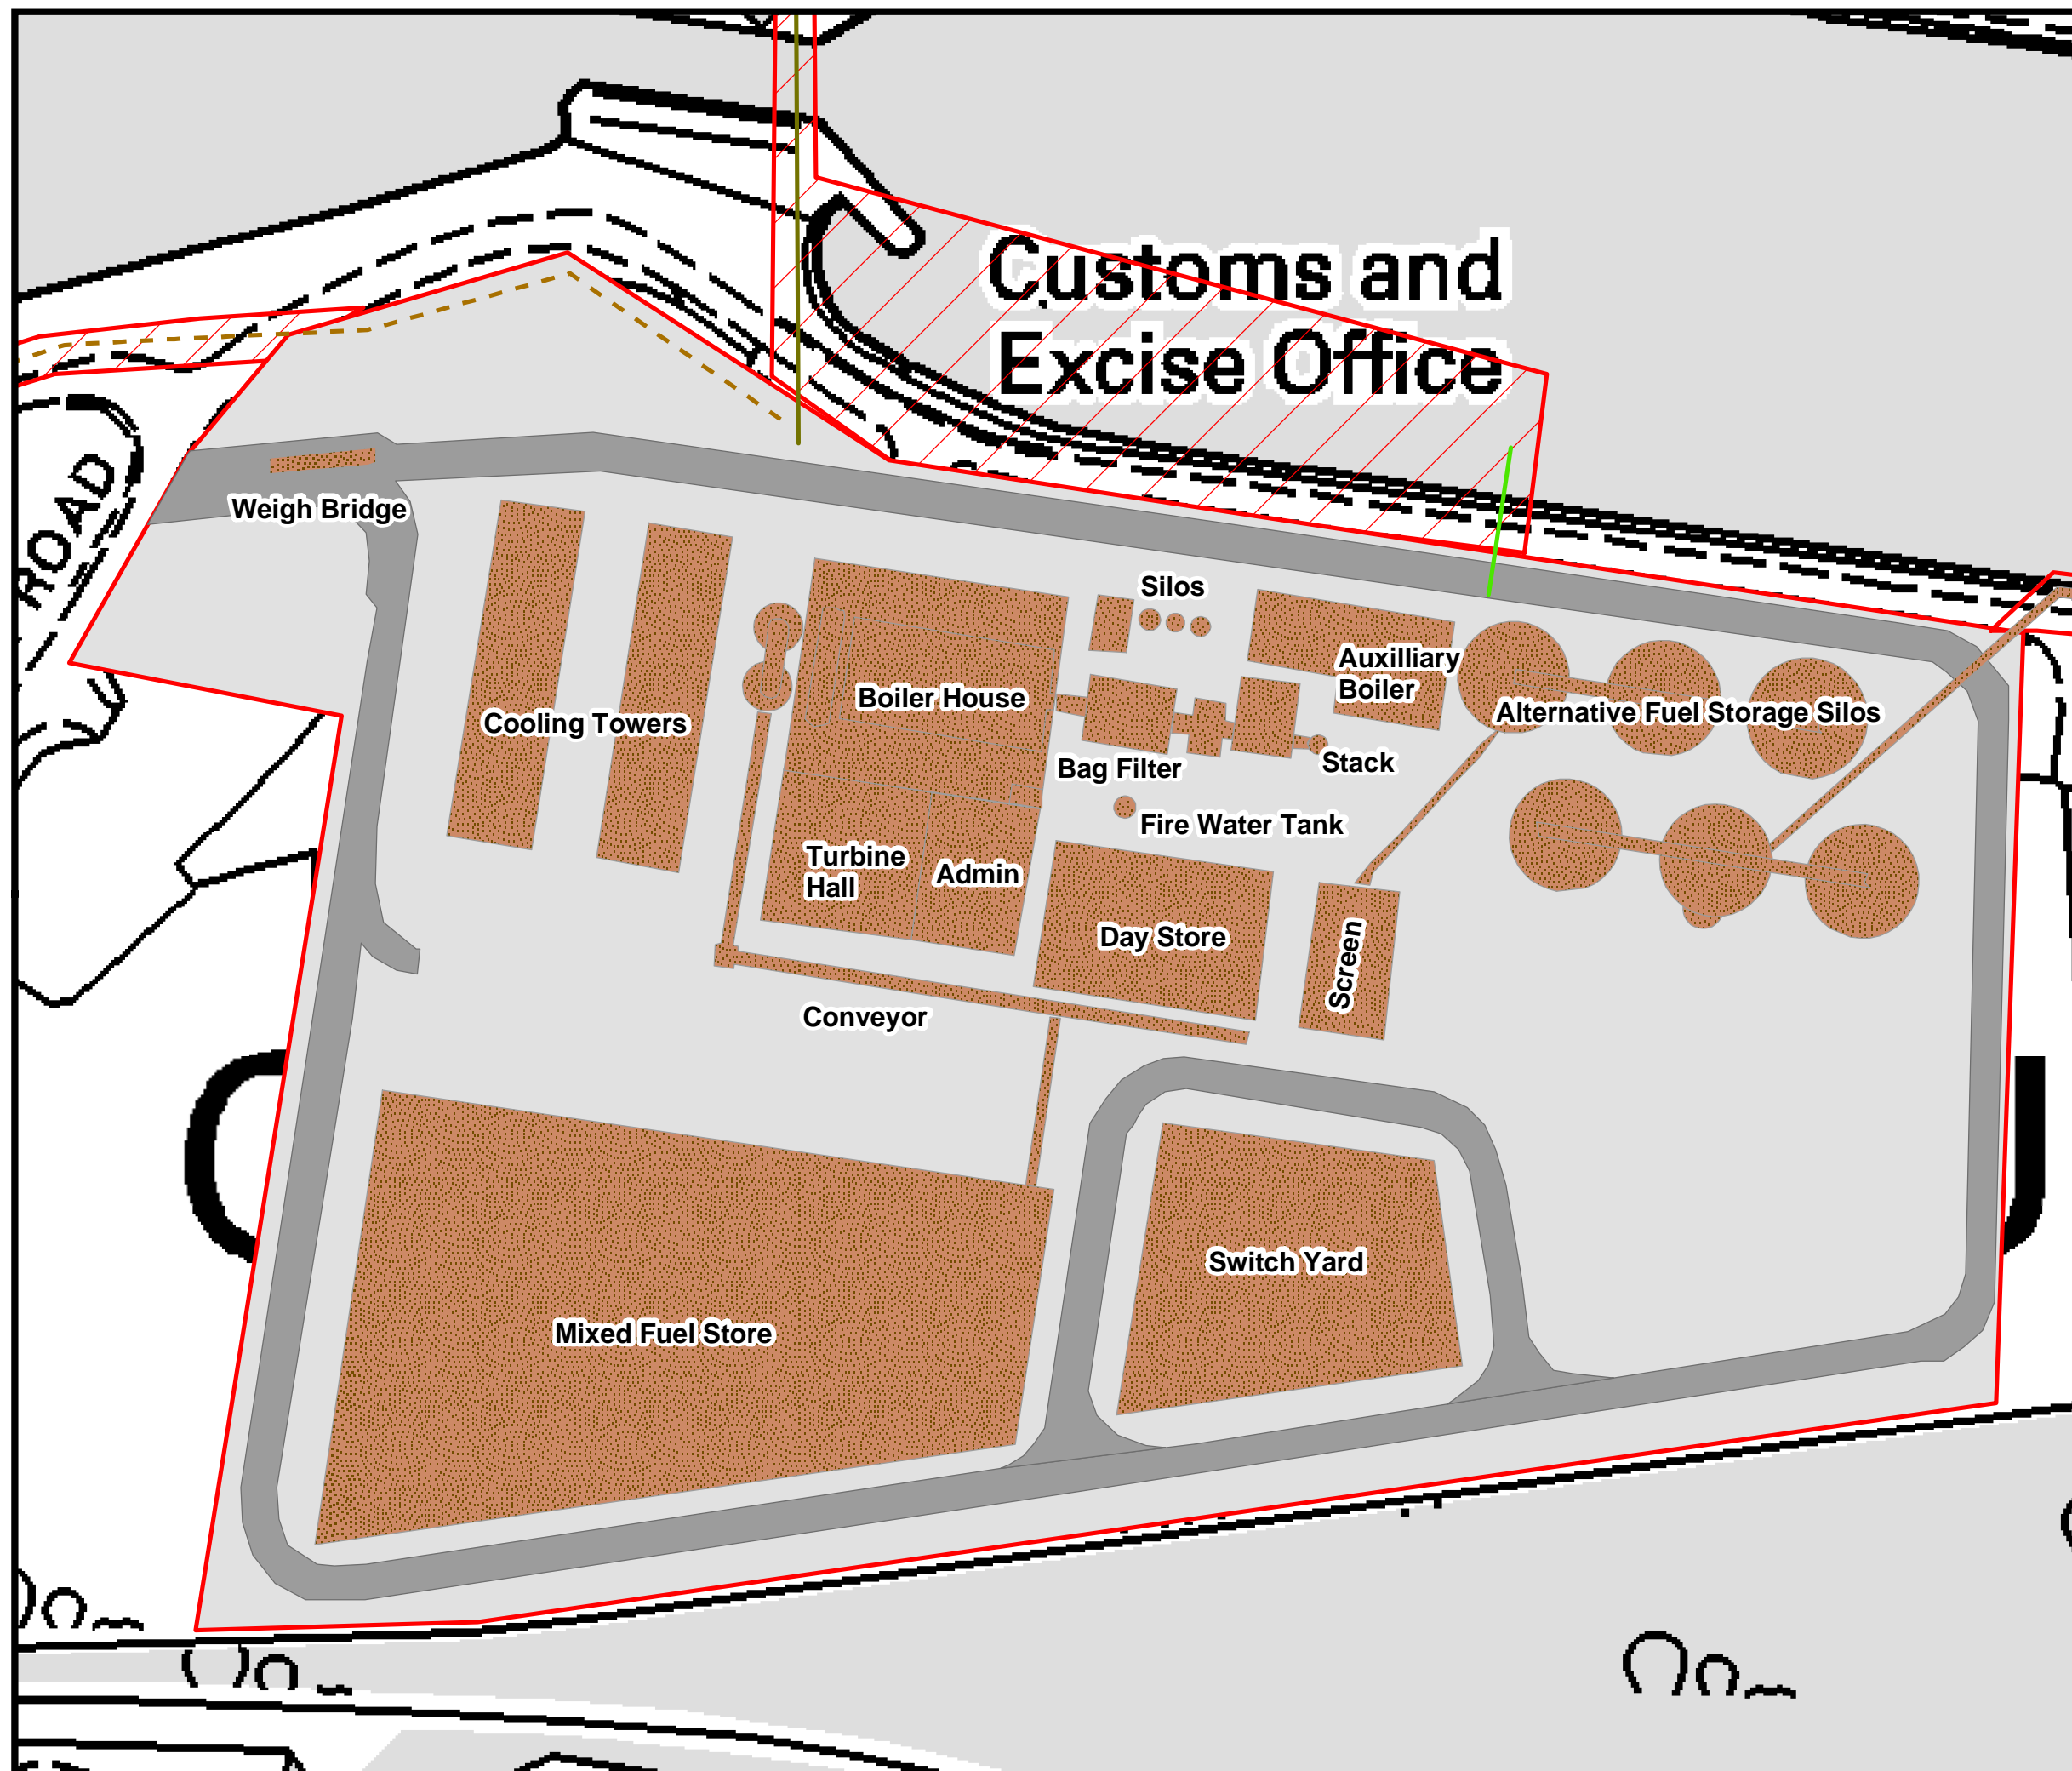 Customs and
Excise Office
ROAD
Weigh Bridge
Silos
Auxilliary
Boiler
Boiler House
Cooling Towers
Alternative Fuel Storage Silos
Bag Filter
Stack
Fire Water Tank
Turbine
Hall
Admin
Day Store
Screen
Conveyor
Switch Yard
Mixed Fuel Store